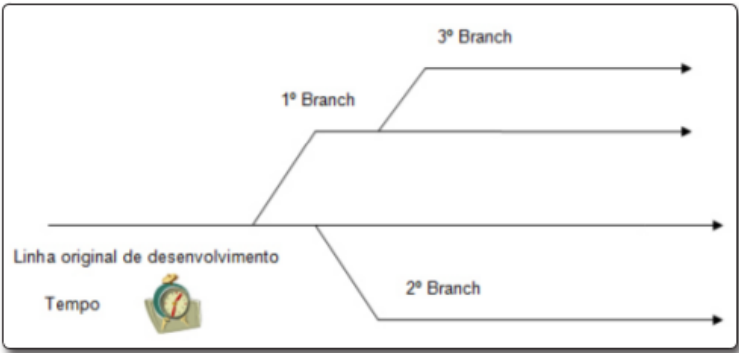 3º Branch
1º Branch
Linha original de desenvolvimento
2º Branch
Tempo